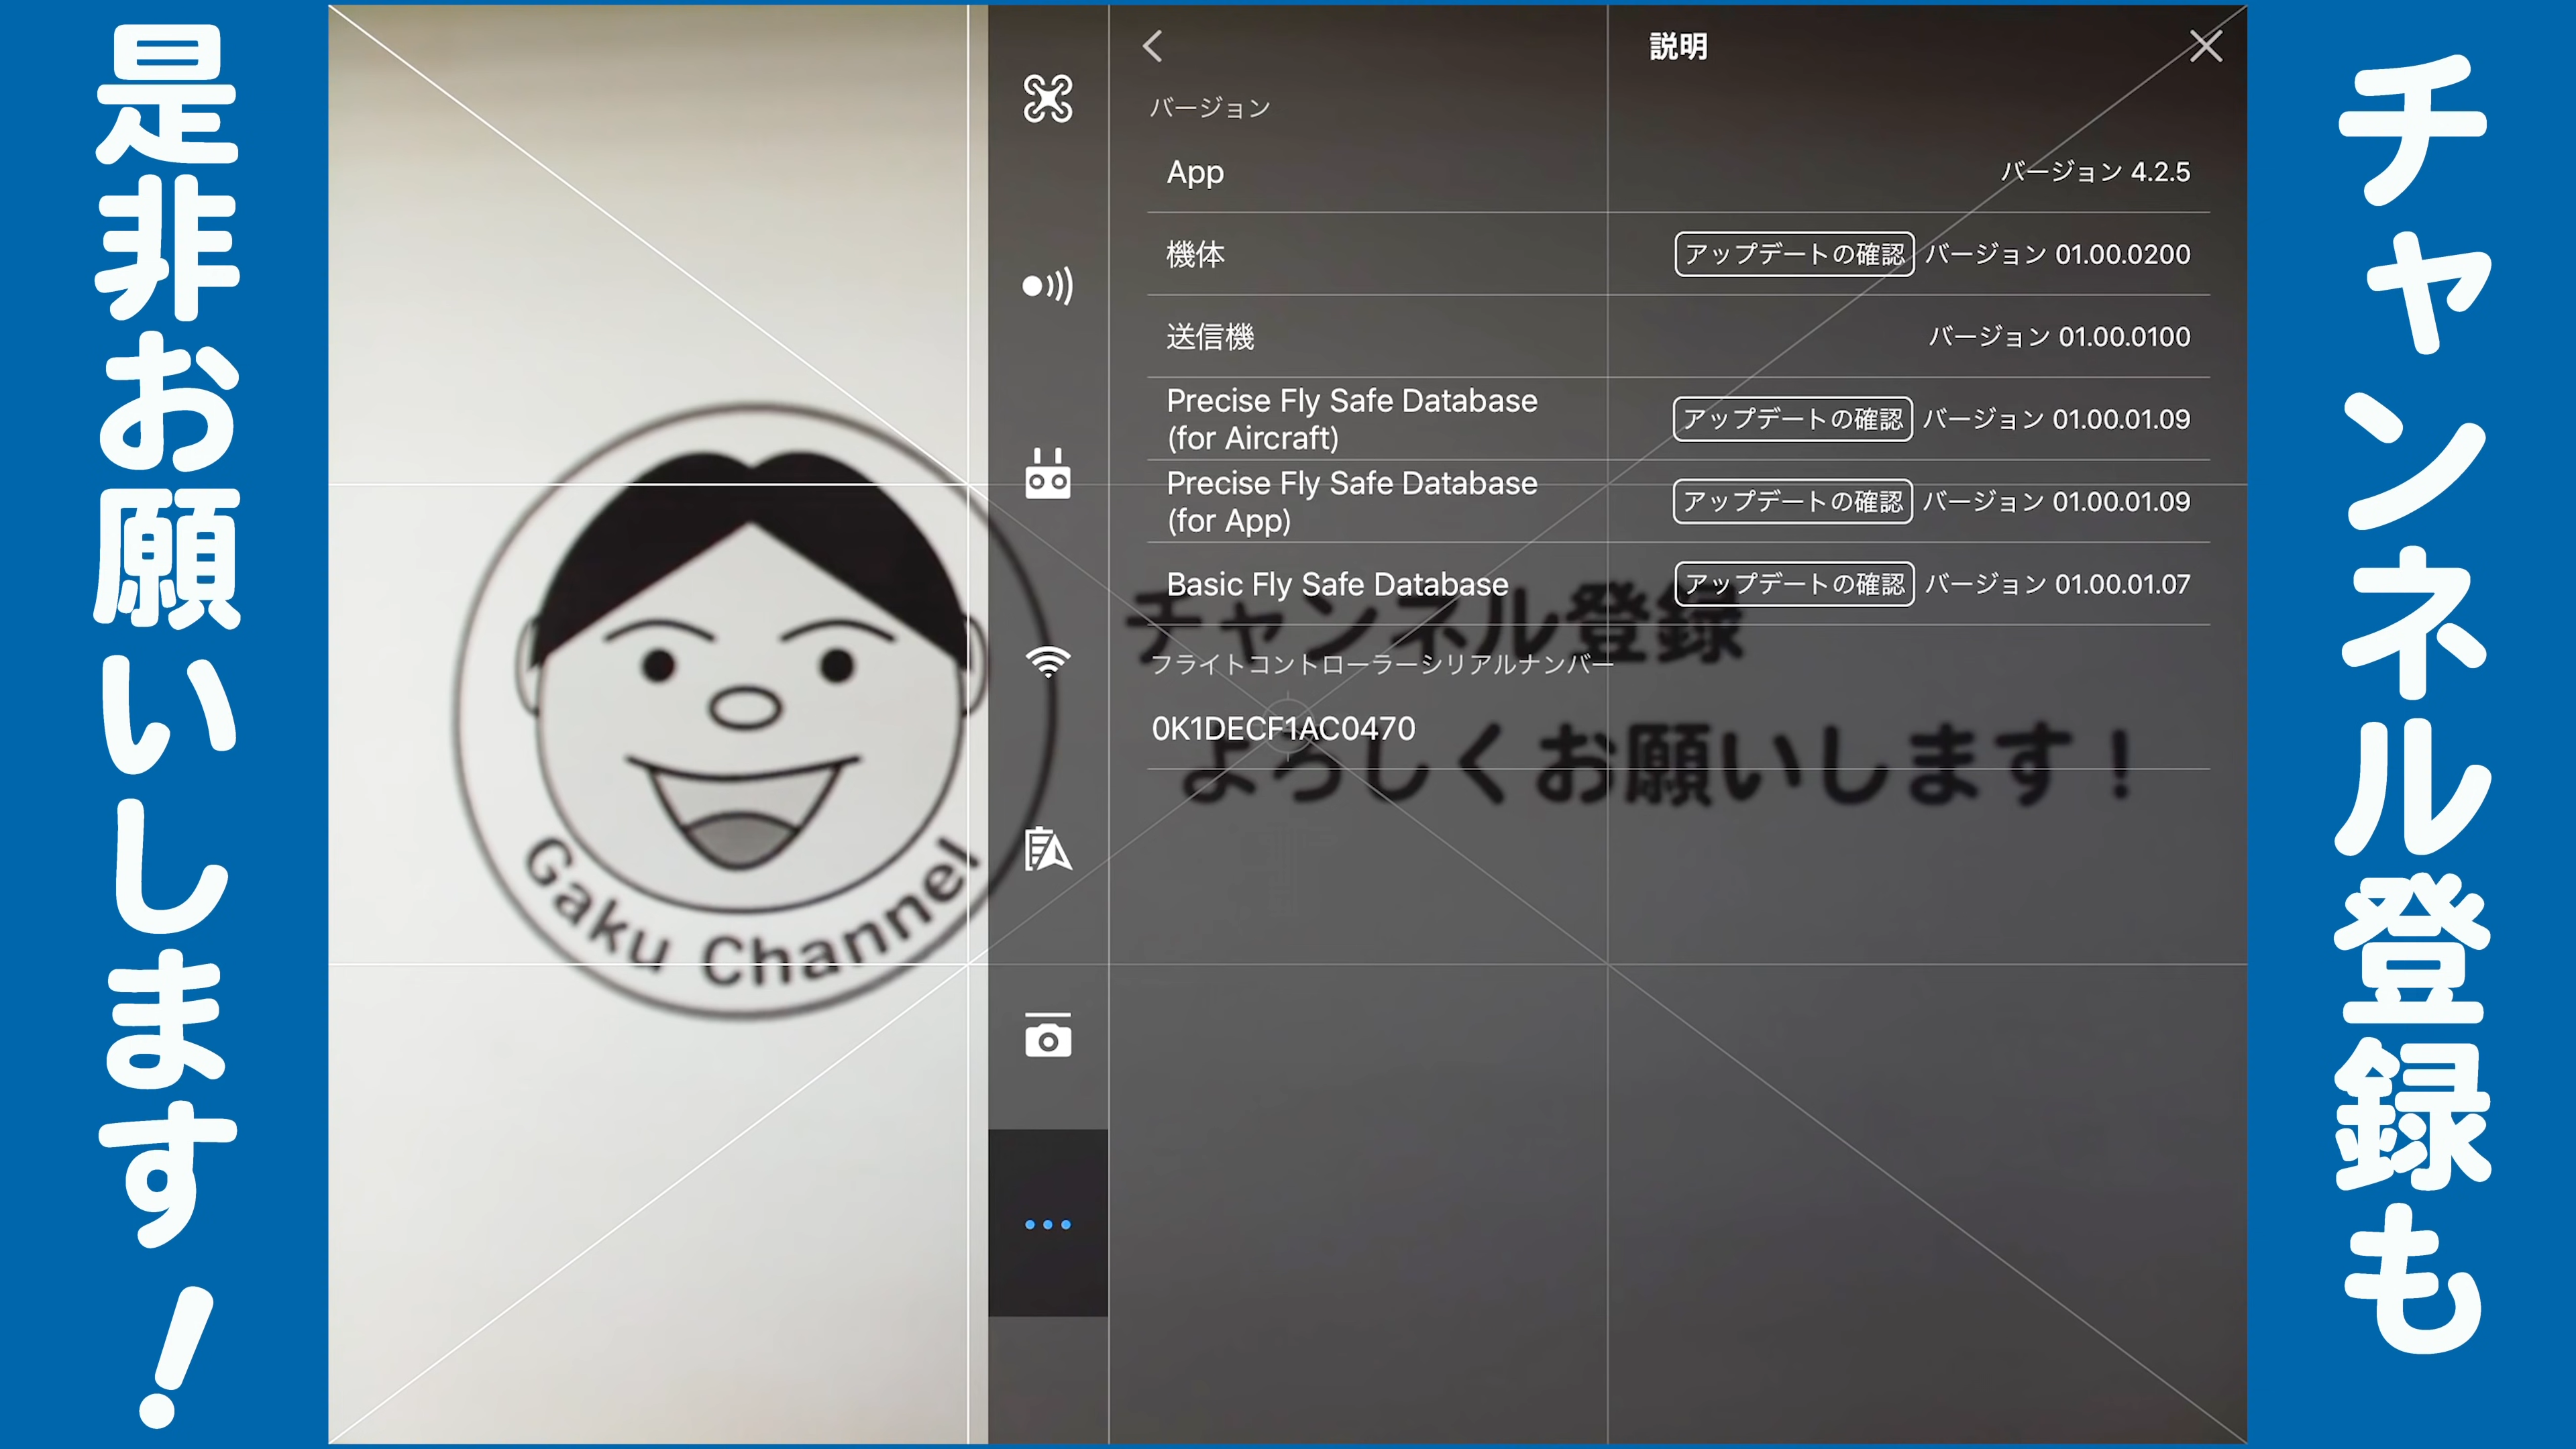 チャンネル登録も
是非お願いします！
説明
バージョン
App バージョン 4.2.5
機体 アップデートの確認 バージョン 01.00.0200
送信機 バージョン 01.00.0100
Precise Fly Safe Database
(for Aircraft) アップデートの確認 バージョン 01.00.01.09
Precise Fly Safe Database
(for App) アップデートの確認 バージョン 01.00.01.09
Basic Fly Safe Database アップデートの確認 バージョン 01.00.01.07
フライトコントローラーシリアルナンバー
0K1DECF1AC0470
チャンネル登録
よろしくお願いします！
Gaku Channel